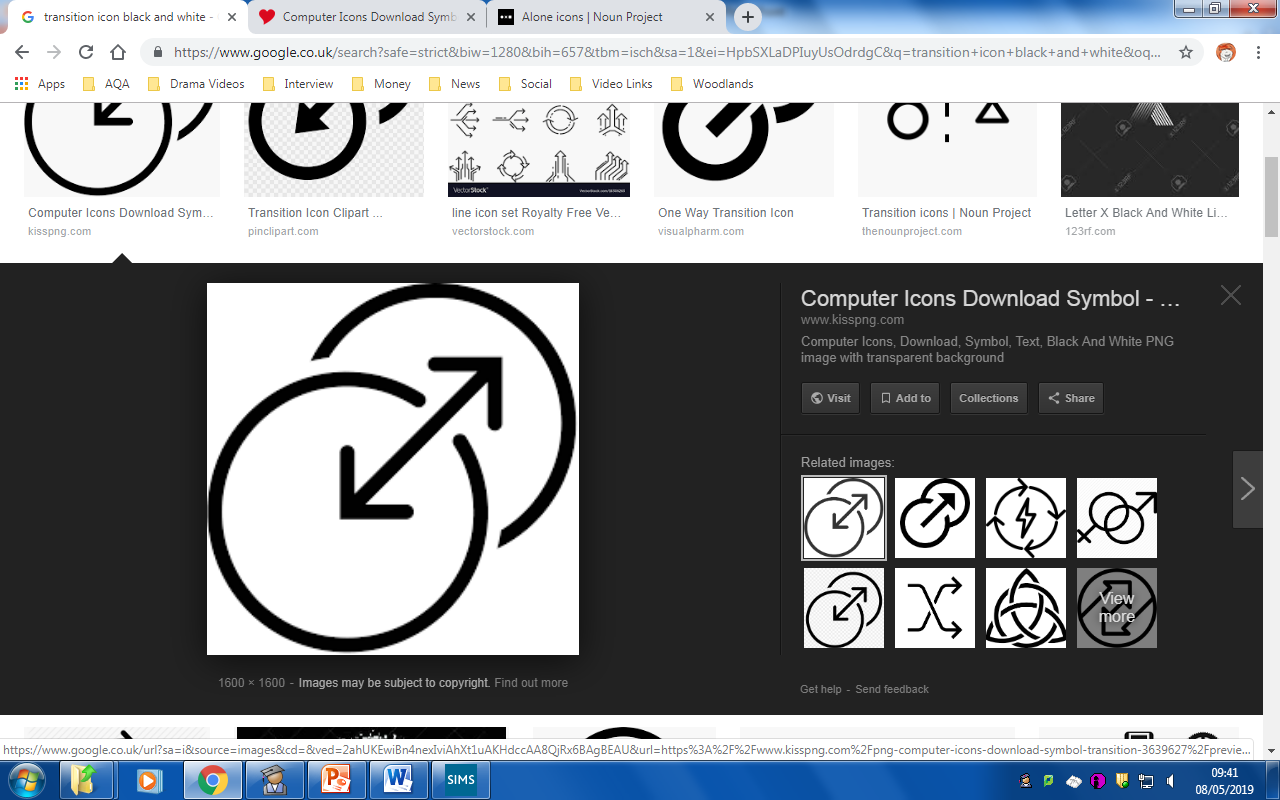 transition icon black and white -
Computer Icons Download Symb
Alone icons | Noun Project
https://www.google.co.uk/search?safe=strict&biw=1280&bih=657&tbm=isch&sa=1&ei=HpbSXLaDPIuyUsOdrdgC&q=transition+icon+black+and+white&oq...
Apps
AQA
Drama Videos
Interview
Money
News
Social
Video Links
Woodlands
VectorStock
Computer Icons Download Sym...
Transition Icon Clipart ...
line icon set Royalty Free Ve...
One Way Transition Icon
Transition icons | Noun Project
Letter X Black And White Li...
kisspng.com
pinclipart.com
vectorstock.com
visualpharm.com
thenounproject.com
123rf.com
Computer Icons Download Symbol - ...
www.kisspng.com
Computer Icons, Download, Symbol, Text, Black And White PNG
image with transparent background
Visit
Add to
Collections
Share
Related images:
View
more
1600 × 1600 - Images may be subject to copyright. Find out more
Get help - Send feedback
https://www.google.co.uk/url?sa=i&source=images&cd=&ved=2ahUKEwiBn4nexIviAhXt1uAKHdccAA8QjRx6BAgBEAU&url=https%3A%2F%2Fwww.kisspng.com%2Fpng-computer-icons-download-symbol-transition-3639627%2Fprevie...
SIMS
09:41
08/05/2019